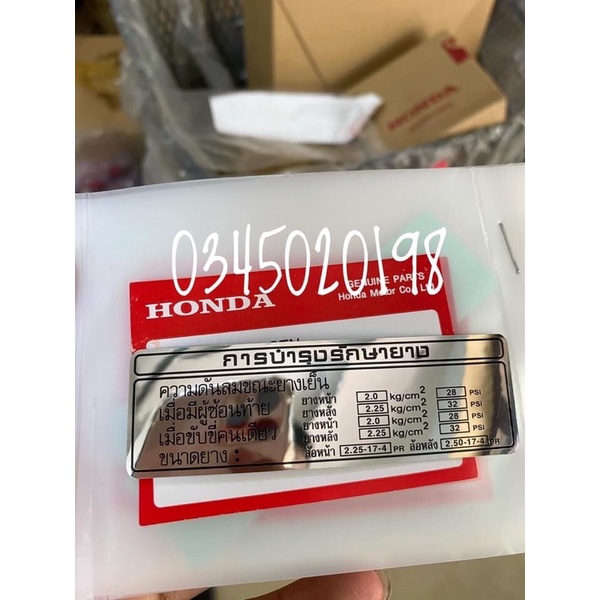 HONDA
0345020198
HONDA
GENUINE PARTS
Honda Motor Co., Ltd.
การบำรุงรักษายาง
ความดันลมขณะยางเย็น
เมื่อมีผู้ซ้อนท้าย ยางหน้า 2.0 kg/cm2 28 PSI
ยางหลัง 2.25 kg/cm2 32 PSI
เมื่อขับขี่คนเดียว ยางหน้า 2.0 kg/cm2 28 PSI
ยางหลัง 2.25 kg/cm2 32 PSI
ขนาดยาง : ล้อหน้า 2.25-17-4 PR ล้อหลัง 2.50-17-4 PR